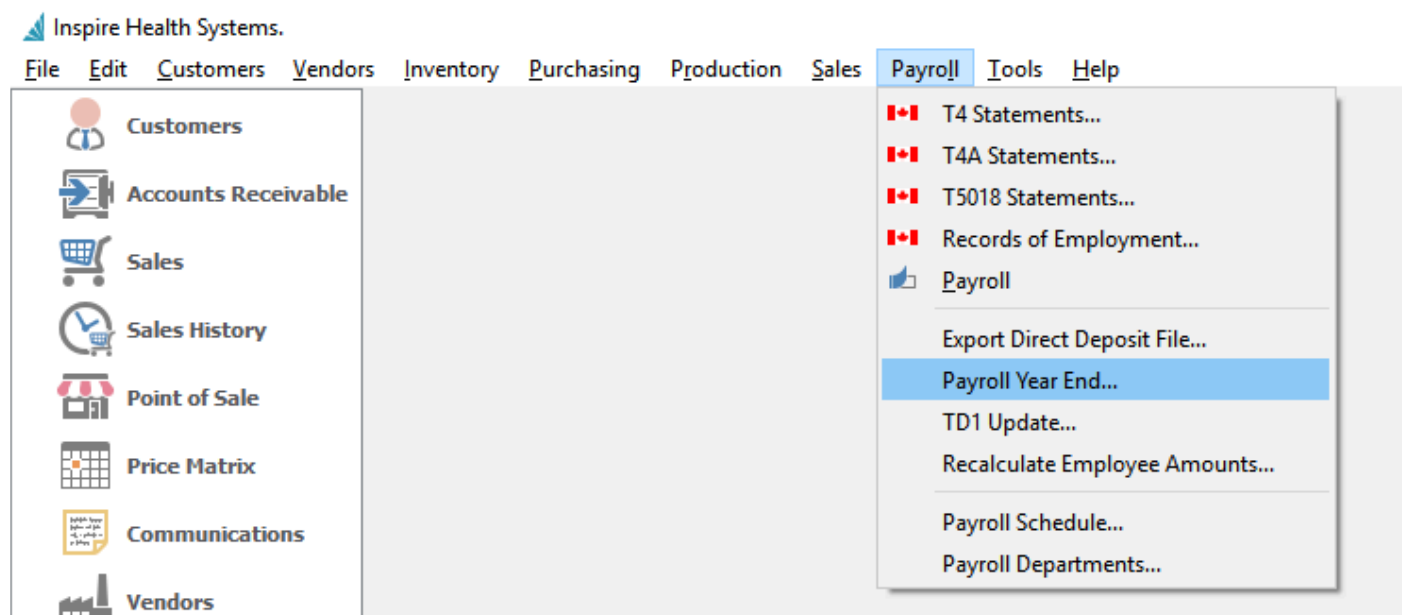 Inspire Health Systems.
File Edit Customers Vendors Inventory Purchasing Production Sales Payroll Tools Help
Customers
Accounts Receivable
Sales
Sales History
Point of Sale
Price Matrix
Communications
Vendors
T4 Statements...
T4A Statements...
T5018 Statements...
Records of Employment...
Payroll
Export Direct Deposit File...
Payroll Year End...
TD1 Update...
Recalculate Employee Amounts...
Payroll Schedule...
Payroll Departments...